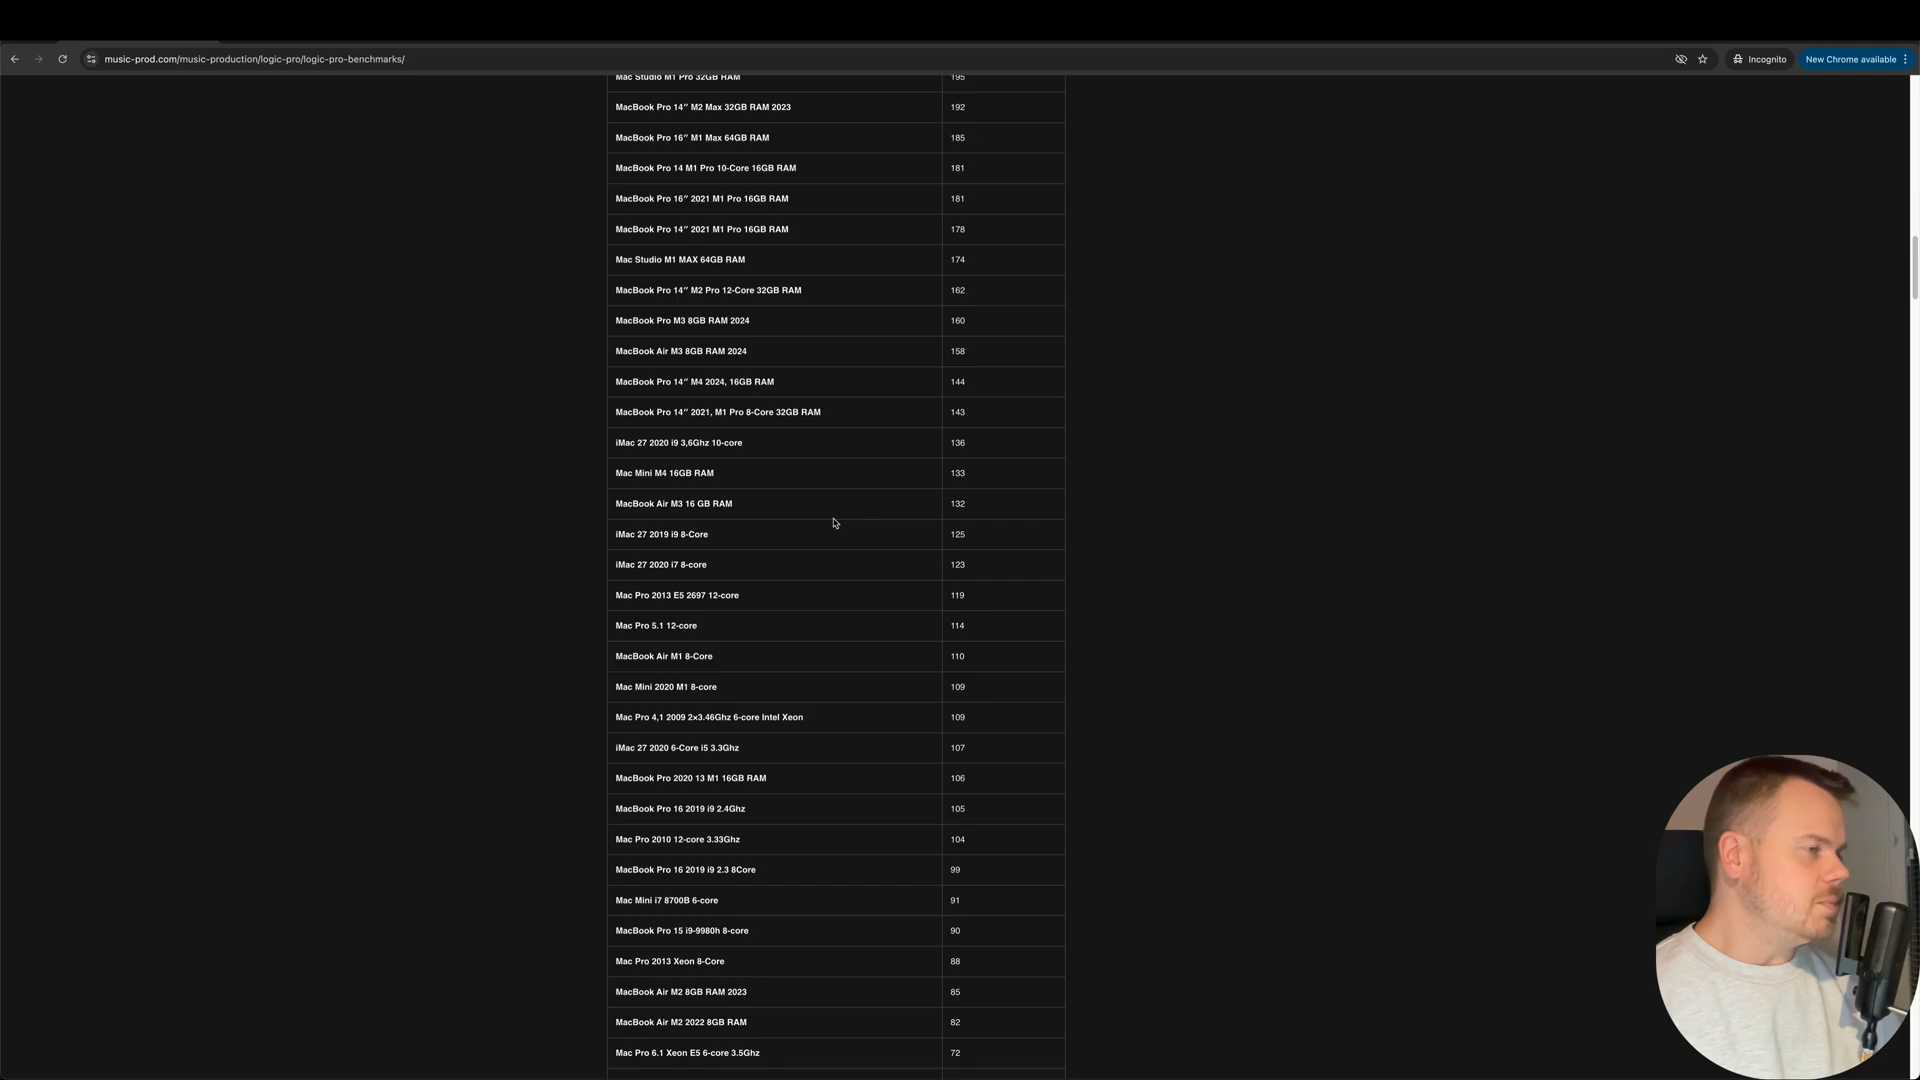 music-prod.com/music-production/logic-pro/logic-pro-benchmarks/
Incognito
New Chrome available
Mac Studio M1 Pro 32GB RAM 195
MacBook Pro 14″ M2 Max 32GB RAM 2023 192
MacBook Pro 16″ M1 Max 64GB RAM 185
MacBook Pro 14 M1 Pro 10-Core 16GB RAM 181
MacBook Pro 16″ 2021 M1 Pro 16GB RAM 181
MacBook Pro 14″ 2021 M1 Pro 16GB RAM 178
Mac Studio M1 MAX 64GB RAM 174
MacBook Pro 14″ M2 Pro 12-Core 32GB RAM 162
MacBook Pro M3 8GB RAM 2024 160
MacBook Air M3 8GB RAM 2024 158
MacBook Pro 14″ M4 2024, 16GB RAM 144
MacBook Pro 14″ 2021, M1 Pro 8-Core 32GB RAM 143
iMac 27 2020 i9 3,6Ghz 10-core 136
Mac Mini M4 16GB RAM 133
MacBook Air M3 16 GB RAM 132
iMac 27 2019 i9 8-Core 125
iMac 27 2020 i7 8-core 123
Mac Pro 2013 E5 2697 12-core 119
Mac Pro 5.1 12-core 114
MacBook Air M1 8-Core 110
Mac Mini 2020 M1 8-core 109
Mac Pro 4,1 2009 2×3.46Ghz 6-core Intel Xeon 109
iMac 27 2020 6-Core i5 3.3Ghz 107
MacBook Pro 2020 13 M1 16GB RAM 106
MacBook Pro 16 2019 i9 2.4Ghz 105
Mac Pro 2010 12-core 3.33Ghz 104
MacBook Pro 16 2019 i9 2.3 8Core 99
Mac Mini i7 8700B 6-core 91
MacBook Pro 15 i9-9980h 8-core 90
Mac Pro 2013 Xeon 8-Core 88
MacBook Air M2 8GB RAM 2023 85
MacBook Air M2 2022 8GB RAM 82
Mac Pro 6.1 Xeon E5 6-core 3.5Ghz 72